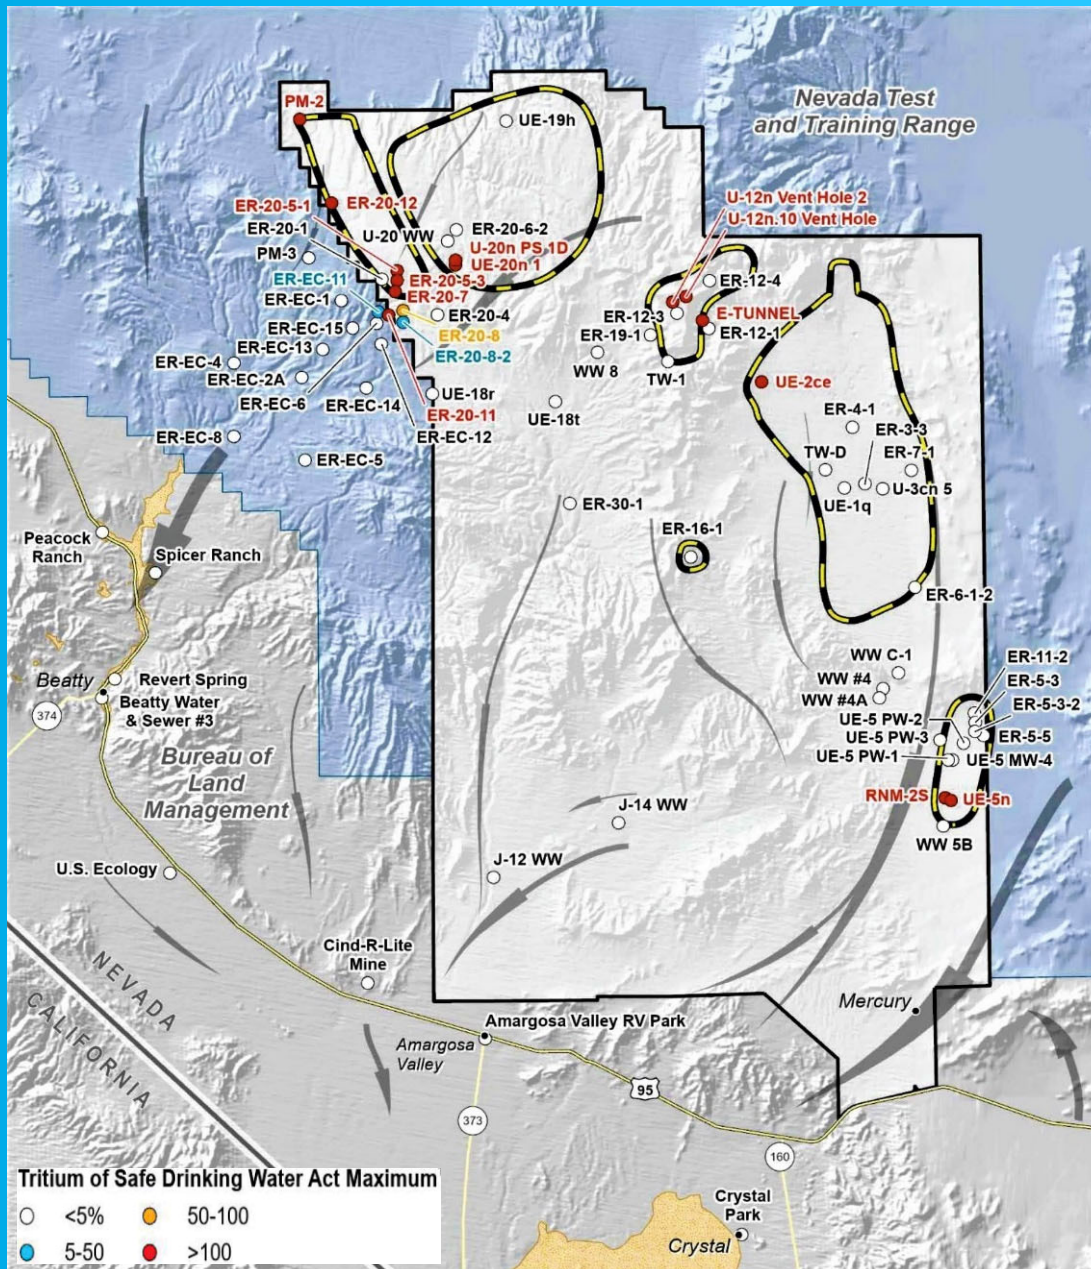 PM-2
UE-19h
Nevada Test
and Training Range
ER-20-5-1
ER-20-12
U-12n Vent Hole 2
U-12n.10 Vent Hole
ER-20-1
U-20 WW
ER-20-6-2
PM-3
U-20n PS 1D
UE-20n 1
ER-EC-11
ER-20-5-3
ER-12-4
ER-EC-1
ER-20-7
ER-12-3
E-TUNNEL
ER-EC-15
ER-20-4
ER-19-1
ER-12-1
ER-20-8
ER-EC-13
ER-20-8-2
ER-EC-4
WW 8
TW-1
ER-EC-2A
UE-2ce
ER-EC-6
ER-EC-14
UE-18r
ER-20-11
UE-18t
ER-4-1
ER-3-3
ER-EC-8
ER-EC-12
ER-EC-5
TW-D
ER-7-1
UE-1q
U-3cn 5
ER-30-1
ER-16-1
Peacock
Ranch
Spicer Ranch
ER-6-1-2
WW C-1
ER-11-2
Beatty
Revert Spring
WW #4
ER-5-3
374
Beatty Water
& Sewer #3
WW #4A
ER-5-3-2
UE-5 PW-2
UE-5 PW-3
ER-5-5
UE-5 PW-1
UE-5 MW-4
Bureau of
Land
Management
RNM-2S
UE-5n
J-14 WW
WW 5B
U.S. Ecology
J-12 WW
Cind-R-Lite
Mine
NEVADA
CALIFORNIA
Mercury
Amargosa Valley RV Park
Amargosa
Valley
95
373
160
Tritium of Safe Drinking Water Act Maximum
<5%
50-100
5-50
>100
Crystal
Park
Crystal